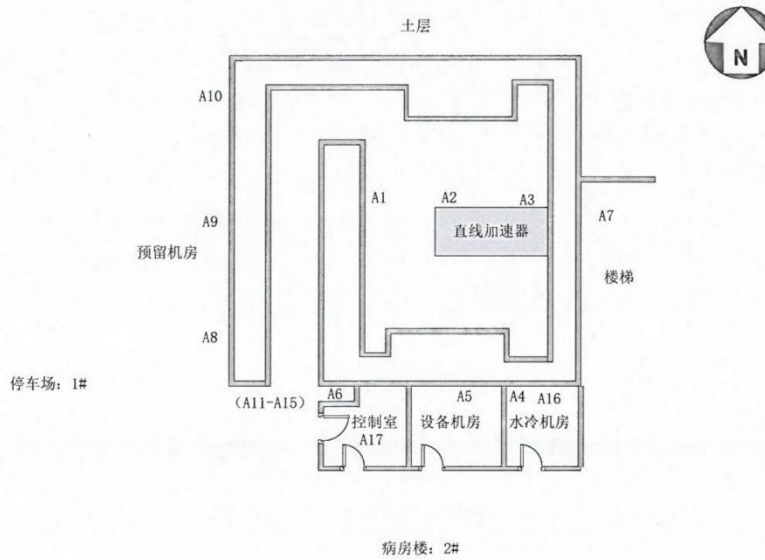 土层
N
A10
A1
A2
A3
A9
A7
直线加速器
预留机房
楼梯
A8
停车场：1#
（A11-A15）
A6
A5
A4
A16
控制室
设备机房
水冷机房
A17
病房楼：2#